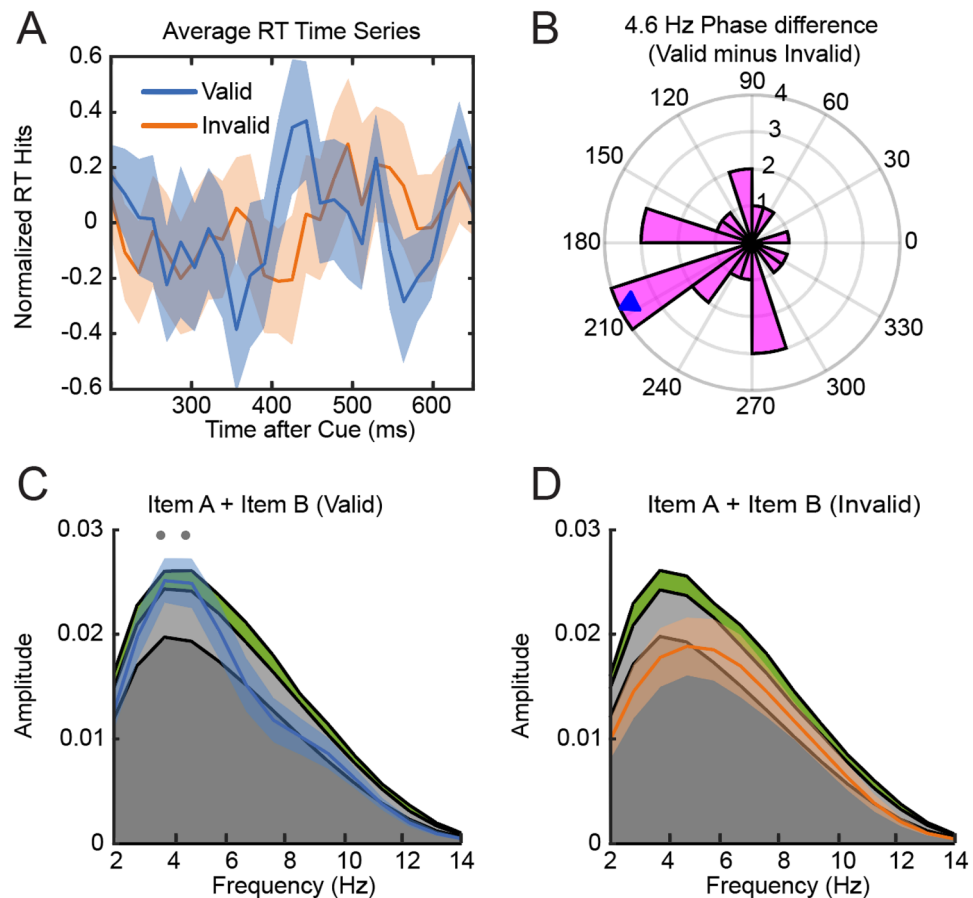 A
Average RT Time Series
Normalized RT Hits
0.6
0.4
0.2
0
-0.2
-0.4
-0.6
Valid
Invalid
300
400
500
600
Time after Cue (ms)
B
4.6 Hz Phase difference
(Valid minus Invalid)
90
120
60
150
30
180
0
210
330
240
300
270
4
3
2
1
C
Item A + Item B (Valid)
Amplitude
0.03
0.02
0.01
0
2
4
6
8
10
12
14
Frequency (Hz)
D
Item A + Item B (Invalid)
Amplitude
0.03
0.02
0.01
0
2
4
6
8
10
12
14
Frequency (Hz)